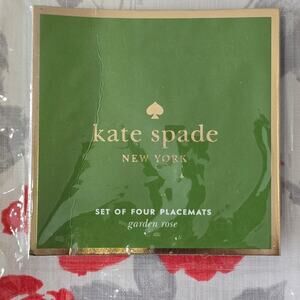 kate spade
NEW YORK
SET OF FOUR PLACEMATS
garden rose